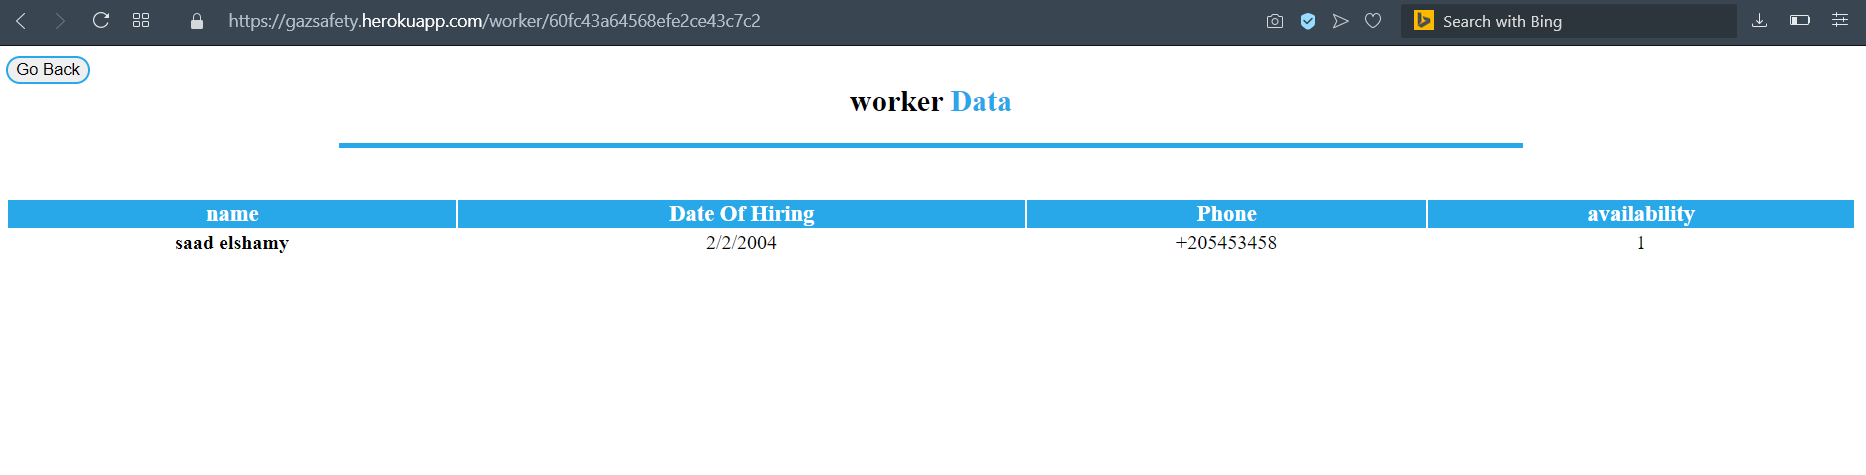 https://gazsafety.herokuapp.com/worker/60fc43a64568efe2ce43c7c2 Search with Bing
Go Back
worker Data
name Date Of Hiring Phone availability
saad elshamy 2/2/2004 +205453458 1